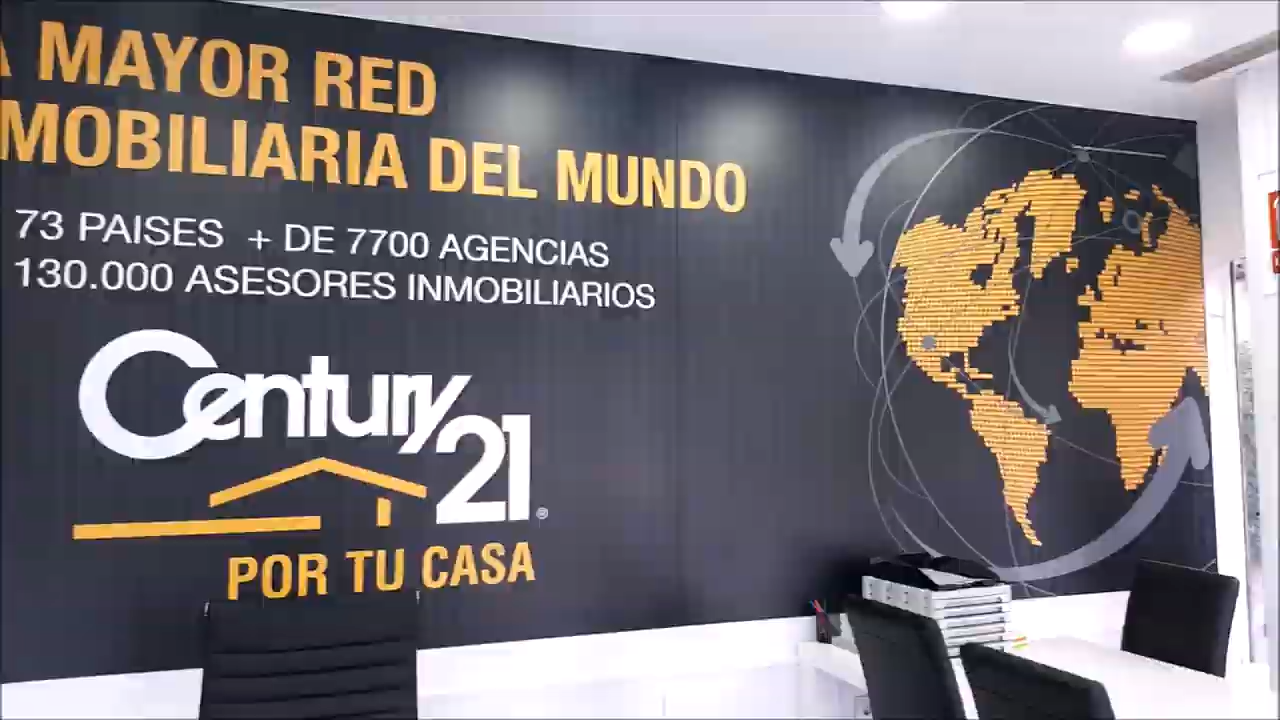 A MAYOR RED
MOBILIARIA DEL MUNDO
73 PAISES + DE 7700 AGENCIAS
130.000 ASESORES INMOBILIARIOS
Century 21®
POR TU CASA